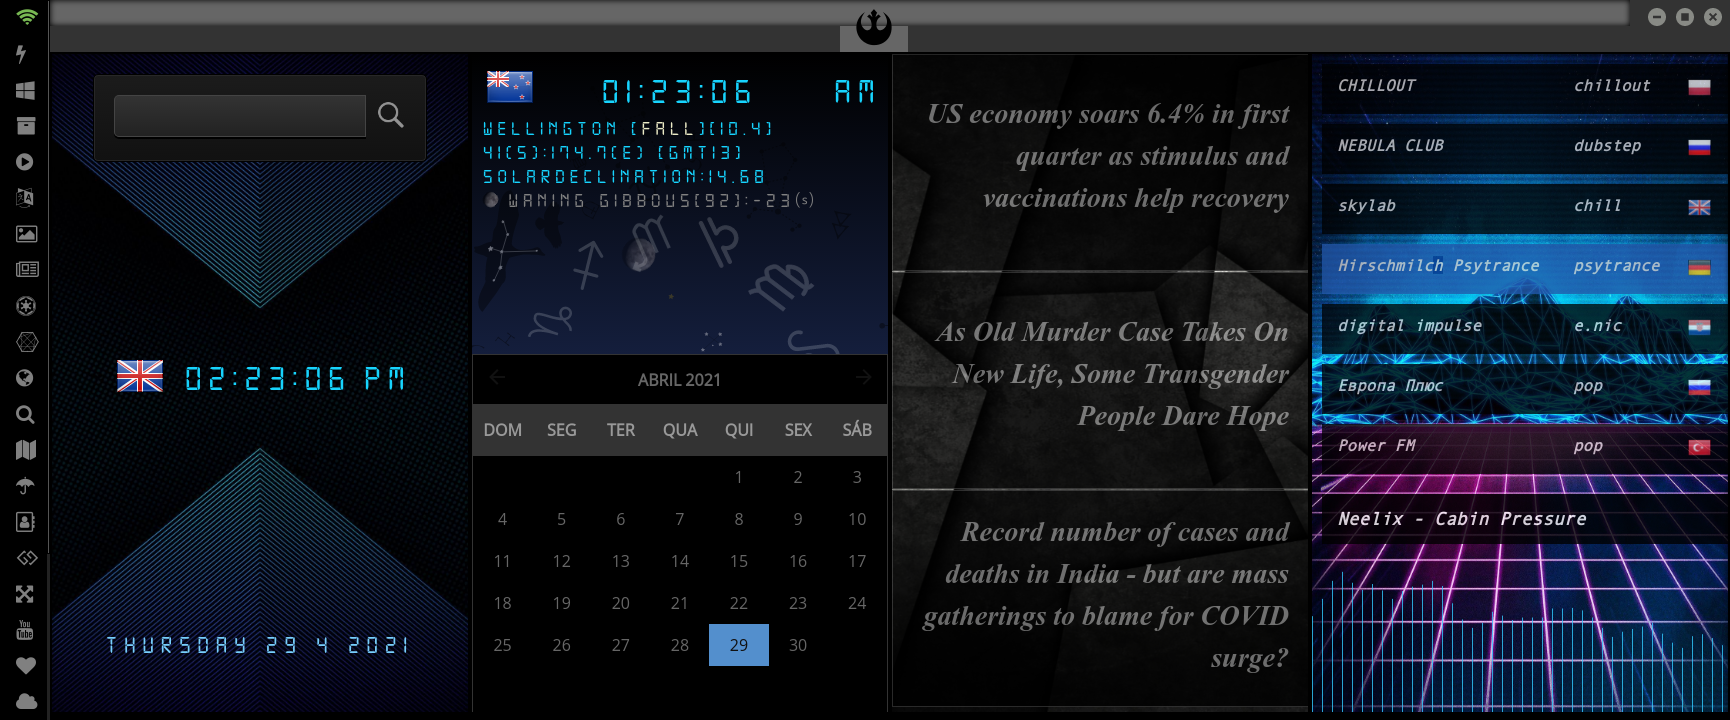 02:23:06 PM
THURSDAY 29 4 2021
01:23:06 AM
WELLINGTON [FALL][10.4]
41(S):174.7(E) [GMT13]
SOLARDECLINATION:14.68
WANING GIBBOUS[92]:-23(s)
ABRIL 2021
DOM SEG TER QUA QUI SEX SÁB
1 2 3
4 5 6 7 8 9 10
11 12 13 14 15 16 17
18 19 20 21 22 23 24
25 26 27 28 29 30
US economy soars 6.4% in first
quarter as stimulus and
vaccinations help recovery
As Old Murder Case Takes On
New Life, Some Transgender
People Dare Hope
Record number of cases and
deaths in India - but are mass
gatherings to blame for COVID
surge?
CHILLOUT chillout
NEBULA CLUB dubstep
skylab chill
Hirschmilch Psytrance psytrance
digital impulse e.nic
Европа Плюс pop
Power FM pop
Neelix - Cabin Pressure
You
Tube